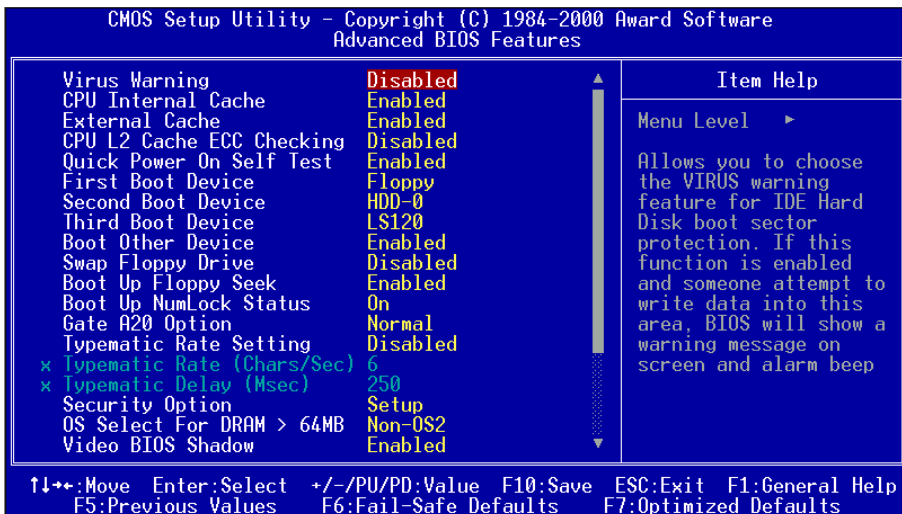 CMOS Setup Utility - Copyright (C) 1984-2000 Award Software
Advanced BIOS Features
Virus Warning Disabled
CPU Internal Cache Enabled
External Cache Enabled
CPU L2 Cache ECC Checking Disabled
Quick Power On Self Test Enabled
First Boot Device Floppy
Second Boot Device HDD-0
Third Boot Device LS120
Boot Other Device Enabled
Swap Floppy Drive Disabled
Boot Up Floppy Seek Enabled
Boot Up NumLock Status On
Gate A20 Option Normal
Typematic Rate Setting Disabled
x Typematic Rate (Chars/Sec) 6
x Typematic Delay (Msec) 250
Security Option Setup
OS Select For DRAM > 64MB Non-OS2
Video BIOS Shadow Enabled
Item Help
Menu Level ►
Allows you to choose
the VIRUS warning
feature for IDE Hard
Disk boot sector
protection. If this
function is enabled
and someone attempt to
write data into this
area, BIOS will show a
warning message on
screen and alarm beep
↑↓→←:Move Enter:Select +/-/PU/PD:Value F10:Save ESC:Exit F1:General Help
F5:Previous Values F6:Fail-Safe Defaults F7:Optimized Defaults